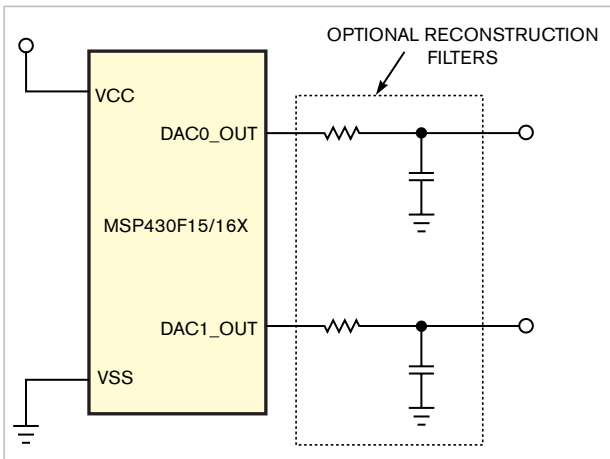 OPTIONAL RECONSTRUCTION
FILTERS
VCC
DAC0_OUT
MSP430F15/16X
DAC1_OUT
VSS